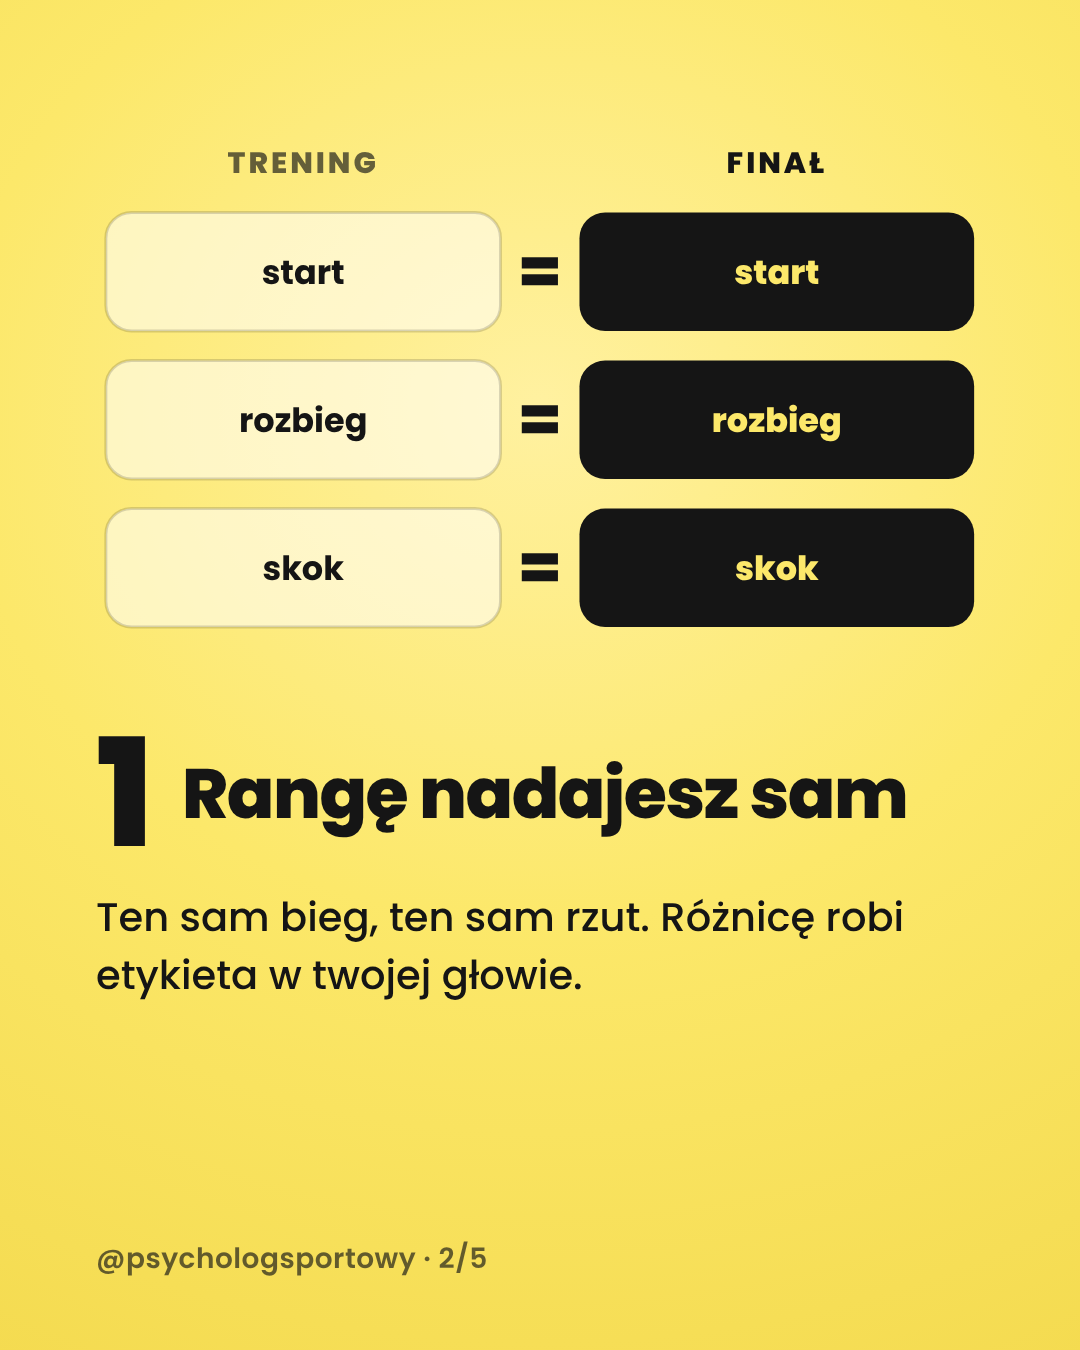 TRENING FINAŁ
start = start
rozbieg = rozbieg
skok = skok
1 Rangę nadajesz sam
Ten sam bieg, ten sam rzut. Różnicę robi
etykieta w twojej głowie.
@psychologsportowy · 2/5